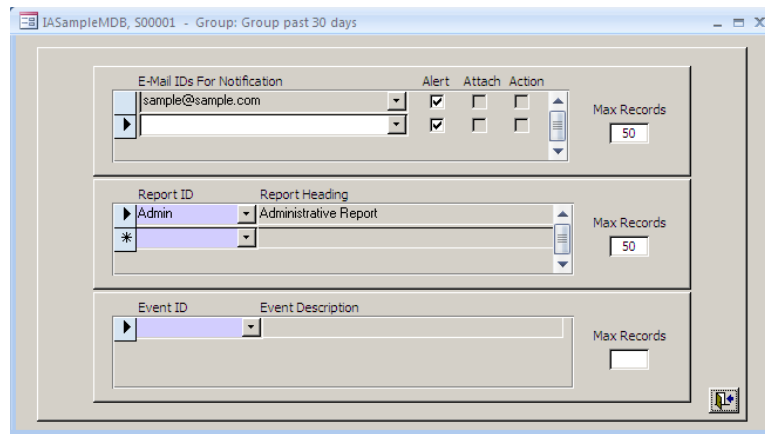 IASampleMDB, S00001 - Group: Group past 30 days
E-Mail IDs For Notification Alert Attach Action
sample@sample.com
Max Records
50
Report ID Report Heading
Admin Administrative Report
Max Records
50
Event ID Event Description
Max Records